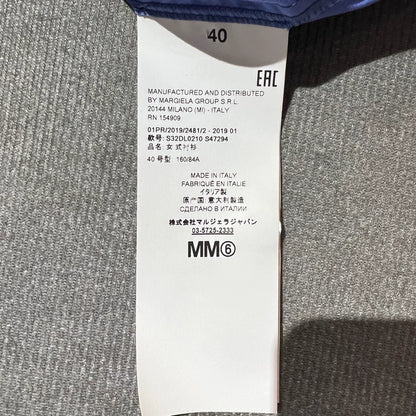 40
EAC
MANUFACTURED AND DISTRIBUTED
BY MARGIELA GROUP S.R.L.
20144 MILANO (MI) - ITALY
RN 154909
01PR/2019/2481/2 - 2019 01
款号: S32DL0210 S47294
品名: 女式衬衫
40 号型 160/84A
MADE IN ITALY
FABRIQUÉ EN ITALIE
イタリア製
原产国:意大利制造
СДЕЛАНО В ИТАЛИИ
株式会社マルジェラジャパン
03-5725-2333
MM⑥